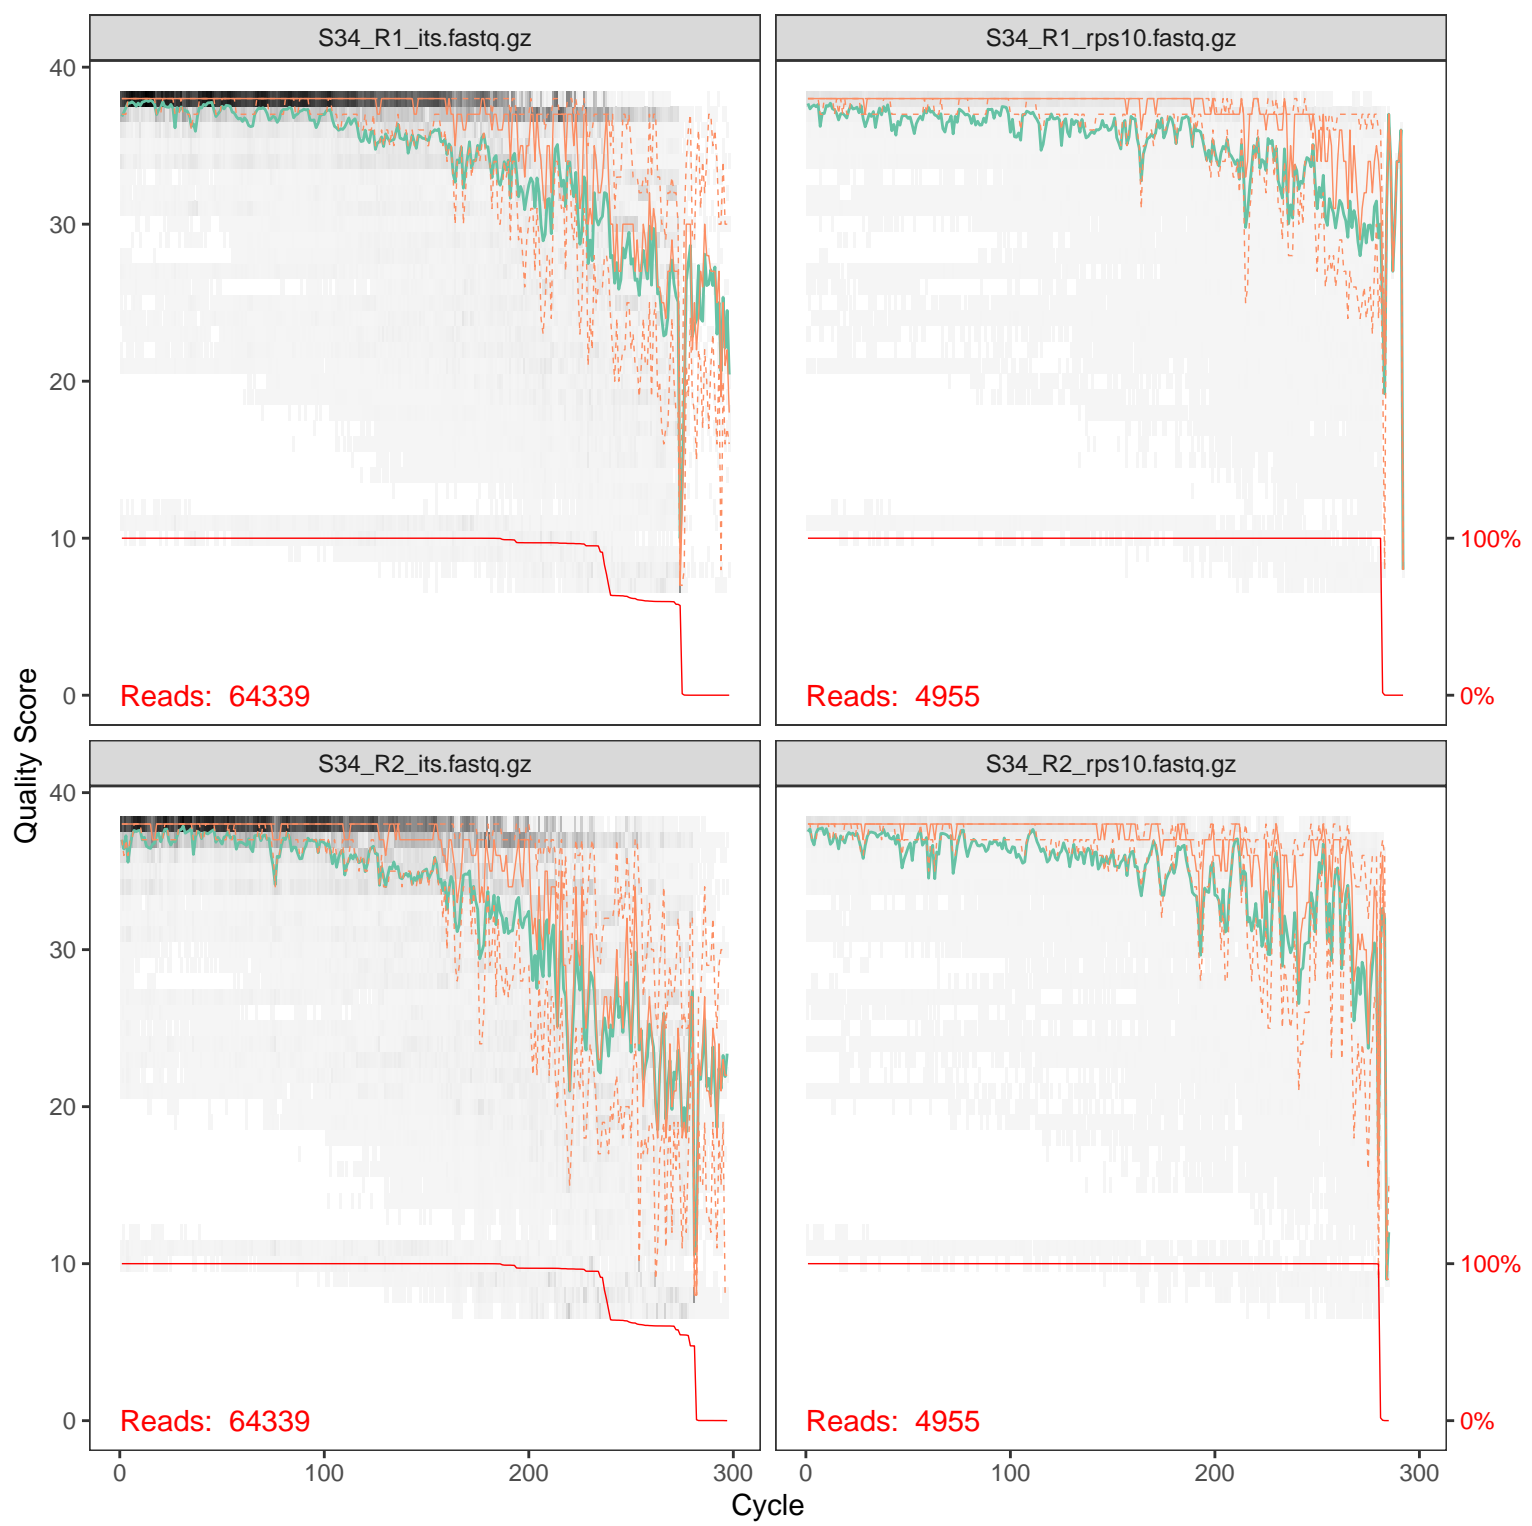 S34_R1_its.fastq.gz
S34_R1_rps10.fastq.gz
40
30
20
10
0
Reads: 64339
Reads: 4955
100%
0%
Quality Score
S34_R2_its.fastq.gz
S34_R2_rps10.fastq.gz
40
30
20
10
0
Reads: 64339
Reads: 4955
100%
0%
0 100 200 300
0 100 200 300
Cycle